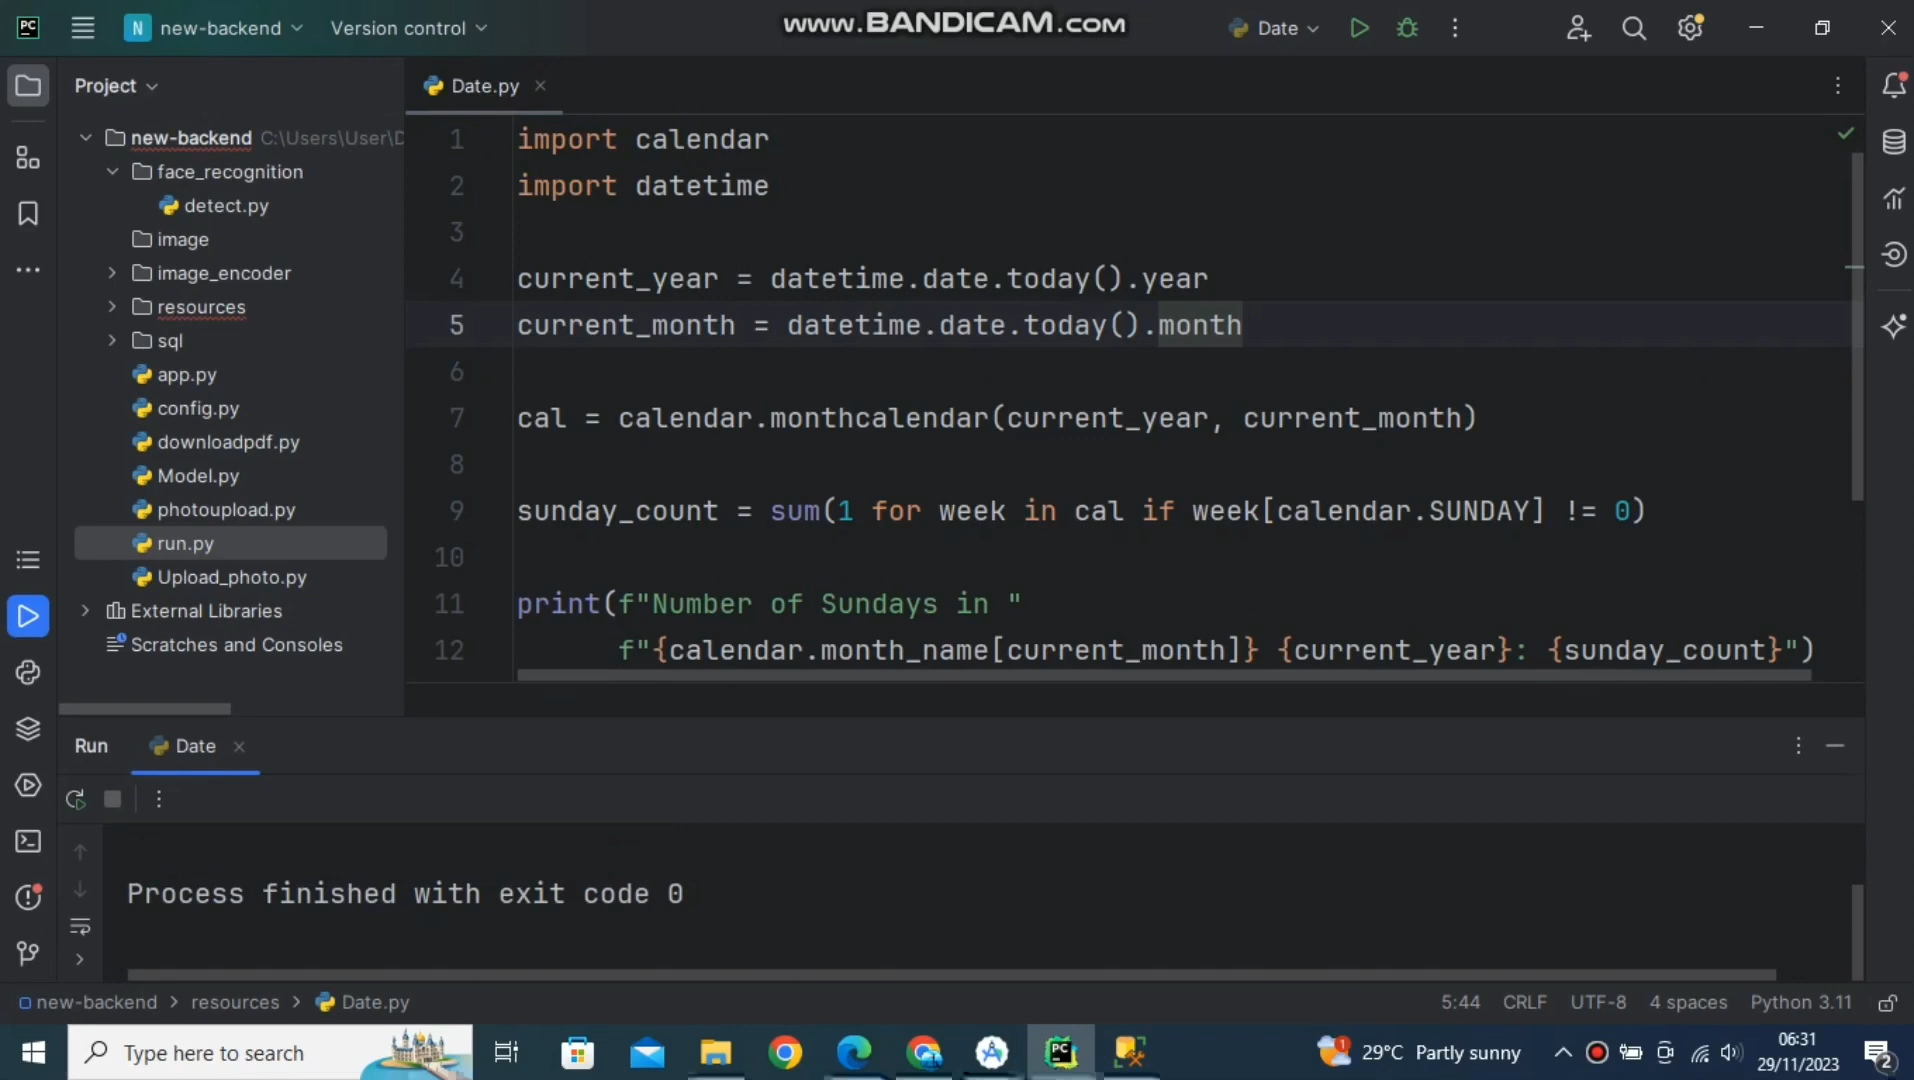 PC
N new-backend
Version control
www.BANDICAM.com
Date
Project
Date.py
new-backend C:\Users\User\D
face_recognition
detect.py
image
image_encoder
resources
sql
app.py
config.py
downloadpdf.py
Model.py
photoupload.py
run.py
Upload_photo.py
External Libraries
Scratches and Consoles
1 import calendar
2 import datetime
3
4 current_year = datetime.date.today().year
5 current_month = datetime.date.today().month
6
7 cal = calendar.monthcalendar(current_year, current_month)
8
9 sunday_count = sum(1 for week in cal if week[calendar.SUNDAY] != 0)
10
11 print(f"Number of Sundays in "
12 f"{calendar.month_name[current_month]} {current_year}: {sunday_count}")
Run
Date
Process finished with exit code 0
new-backend > resources > Date.py
5:44 CRLF UTF-8 4 spaces Python 3.11
Type here to search
PC
1
29°C Partly sunny
06:31
29/11/2023
2